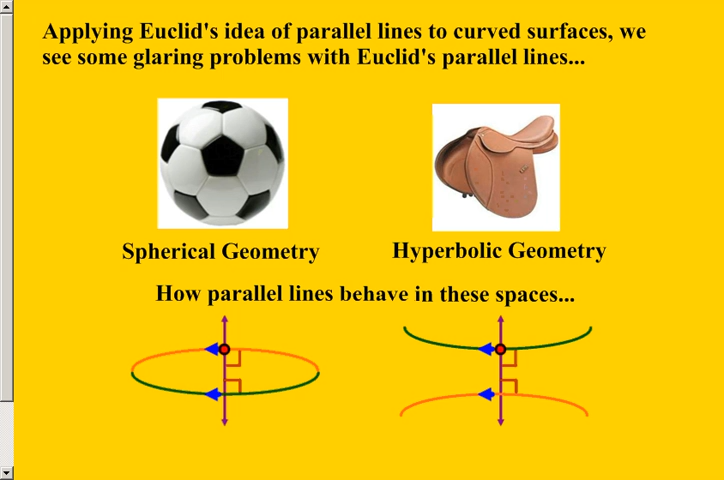 Applying Euclid's idea of parallel lines to curved surfaces, we
see some glaring problems with Euclid's parallel lines...
Spherical Geometry
Hyperbolic Geometry
How parallel lines behave in these spaces...